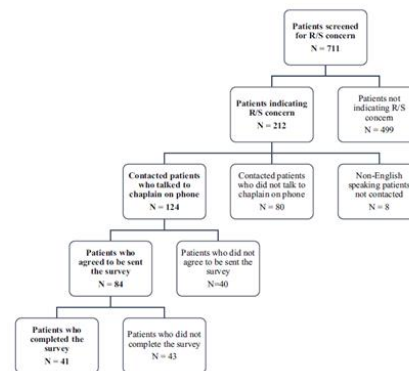 Patients screened
for R/S concern
N = 711
Patients indicating
R/S concern
N = 212
Patients not
indicating R/S
concern
N = 499
Contacted patients
who talked to
chaplain on phone
N = 124
Contacted patients
who did not talk to
chaplain on phone
N = 80
Non-English
speaking patients
not contacted
N = 8
Patients who
agreed to be sent
the survey
N = 84
Patients who did not
agree to be sent the
survey
N=40
Patients who
completed the
survey
N = 41
Patients who did not
complete the survey
N = 43